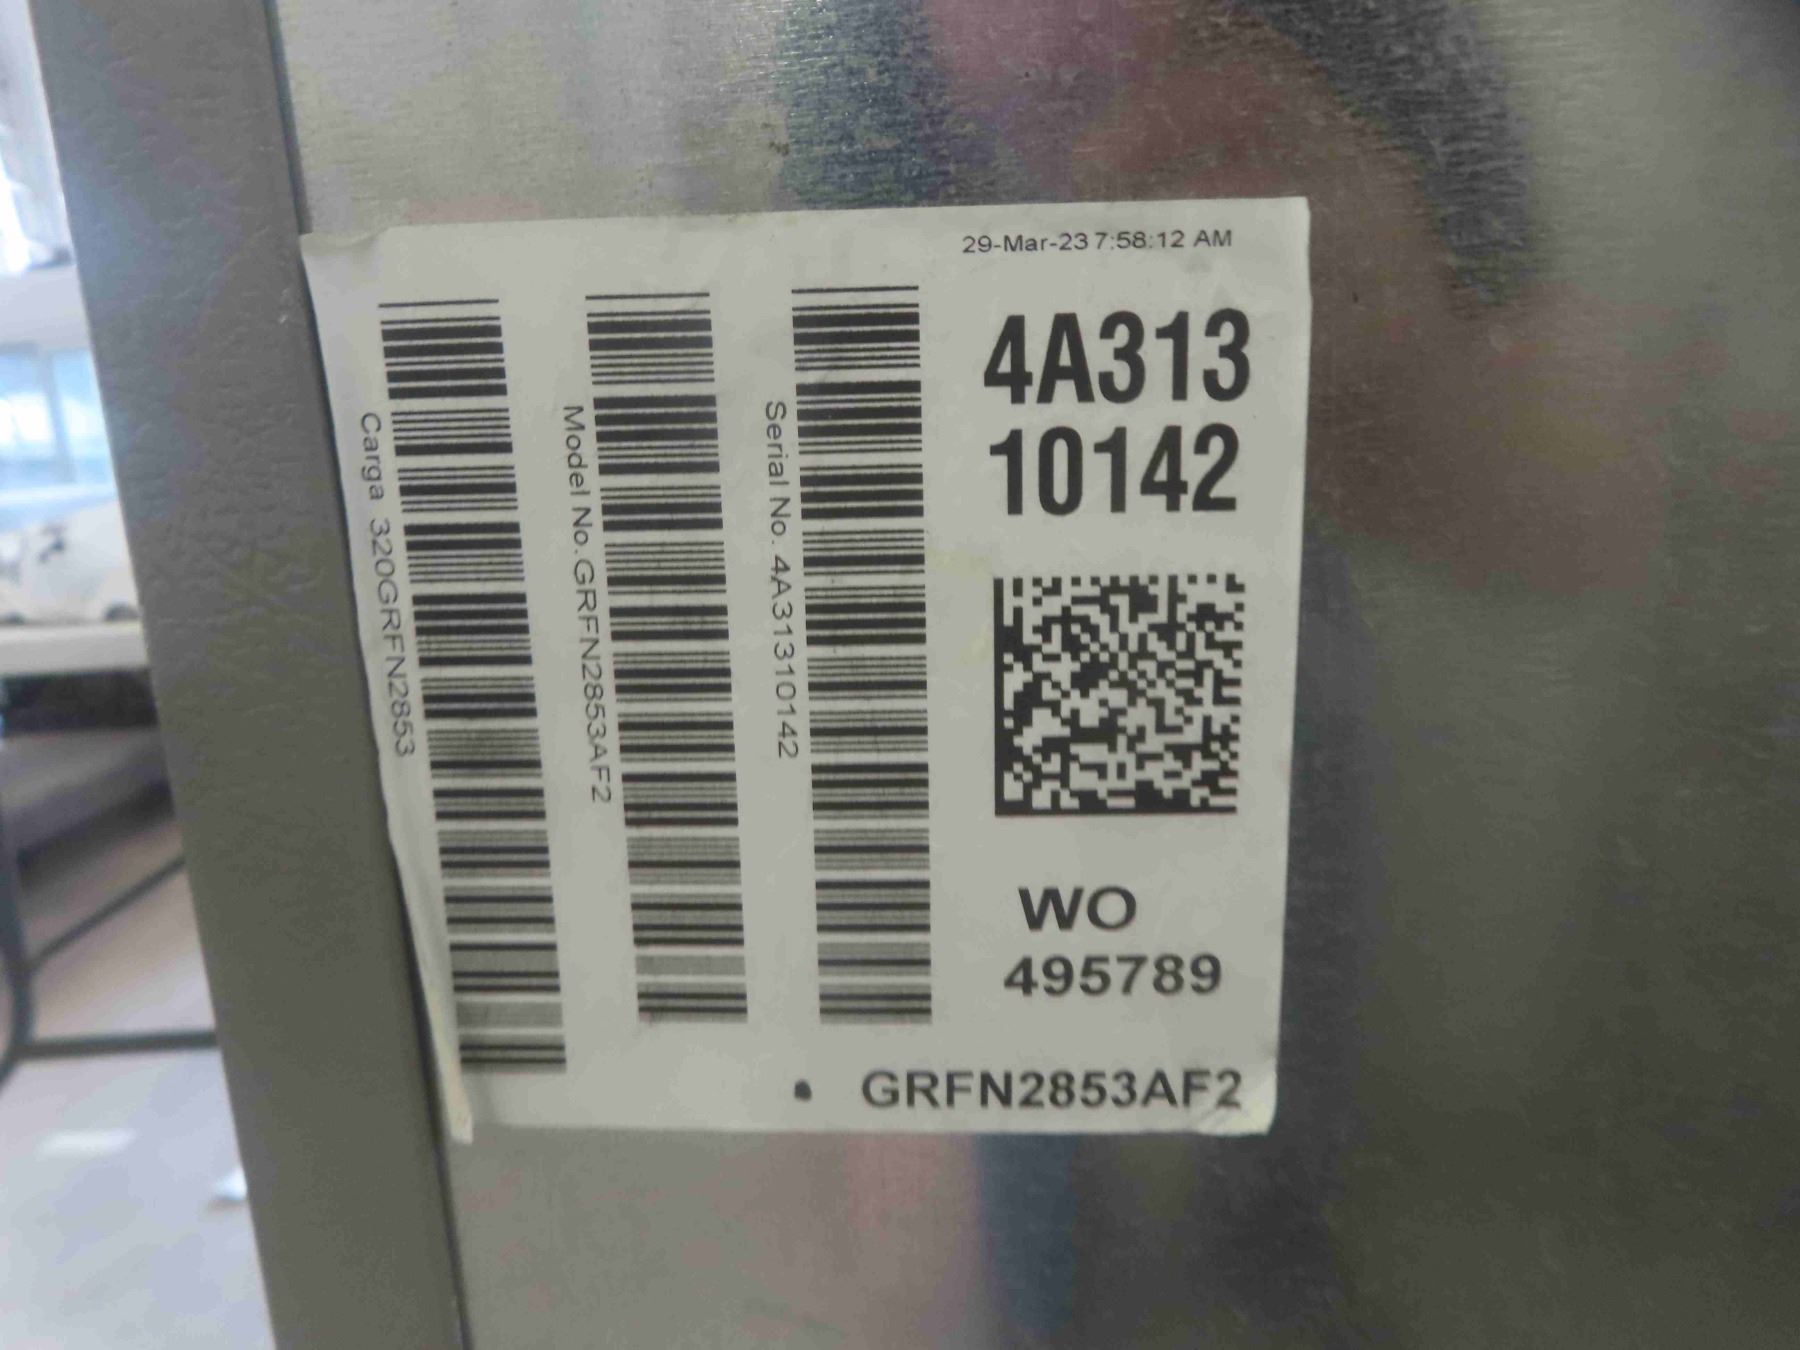 29-Mar-23 7:58:12 AM
4A313
10142
Serial No. 4A31310142
Model No.GRFN2853AF2
Carga 320GRFN2853
WO
495789
GRFN2853AF2